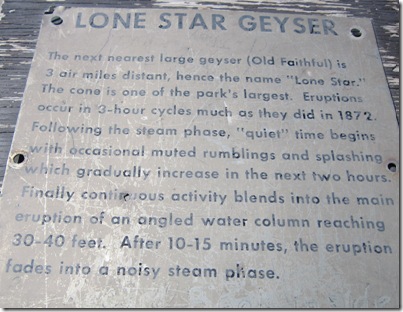 LONE STAR GEYSER
The next nearest large geyser (Old Faithful) is
3 air miles distant, hence the name "Lone Star."
The cone is one of the park's largest. Eruptions
occur in 3-hour cycles much as they did in 1872.
Following the steam phase, "quiet" time begins
with occasional muted rumblings and splashing
which gradually increase in the next two hours.
Finally continuous activity blends into the main
eruption of an angled water column reaching
30-40 feet. After 10-15 minutes, the eruption
fades into a noisy steam phase.